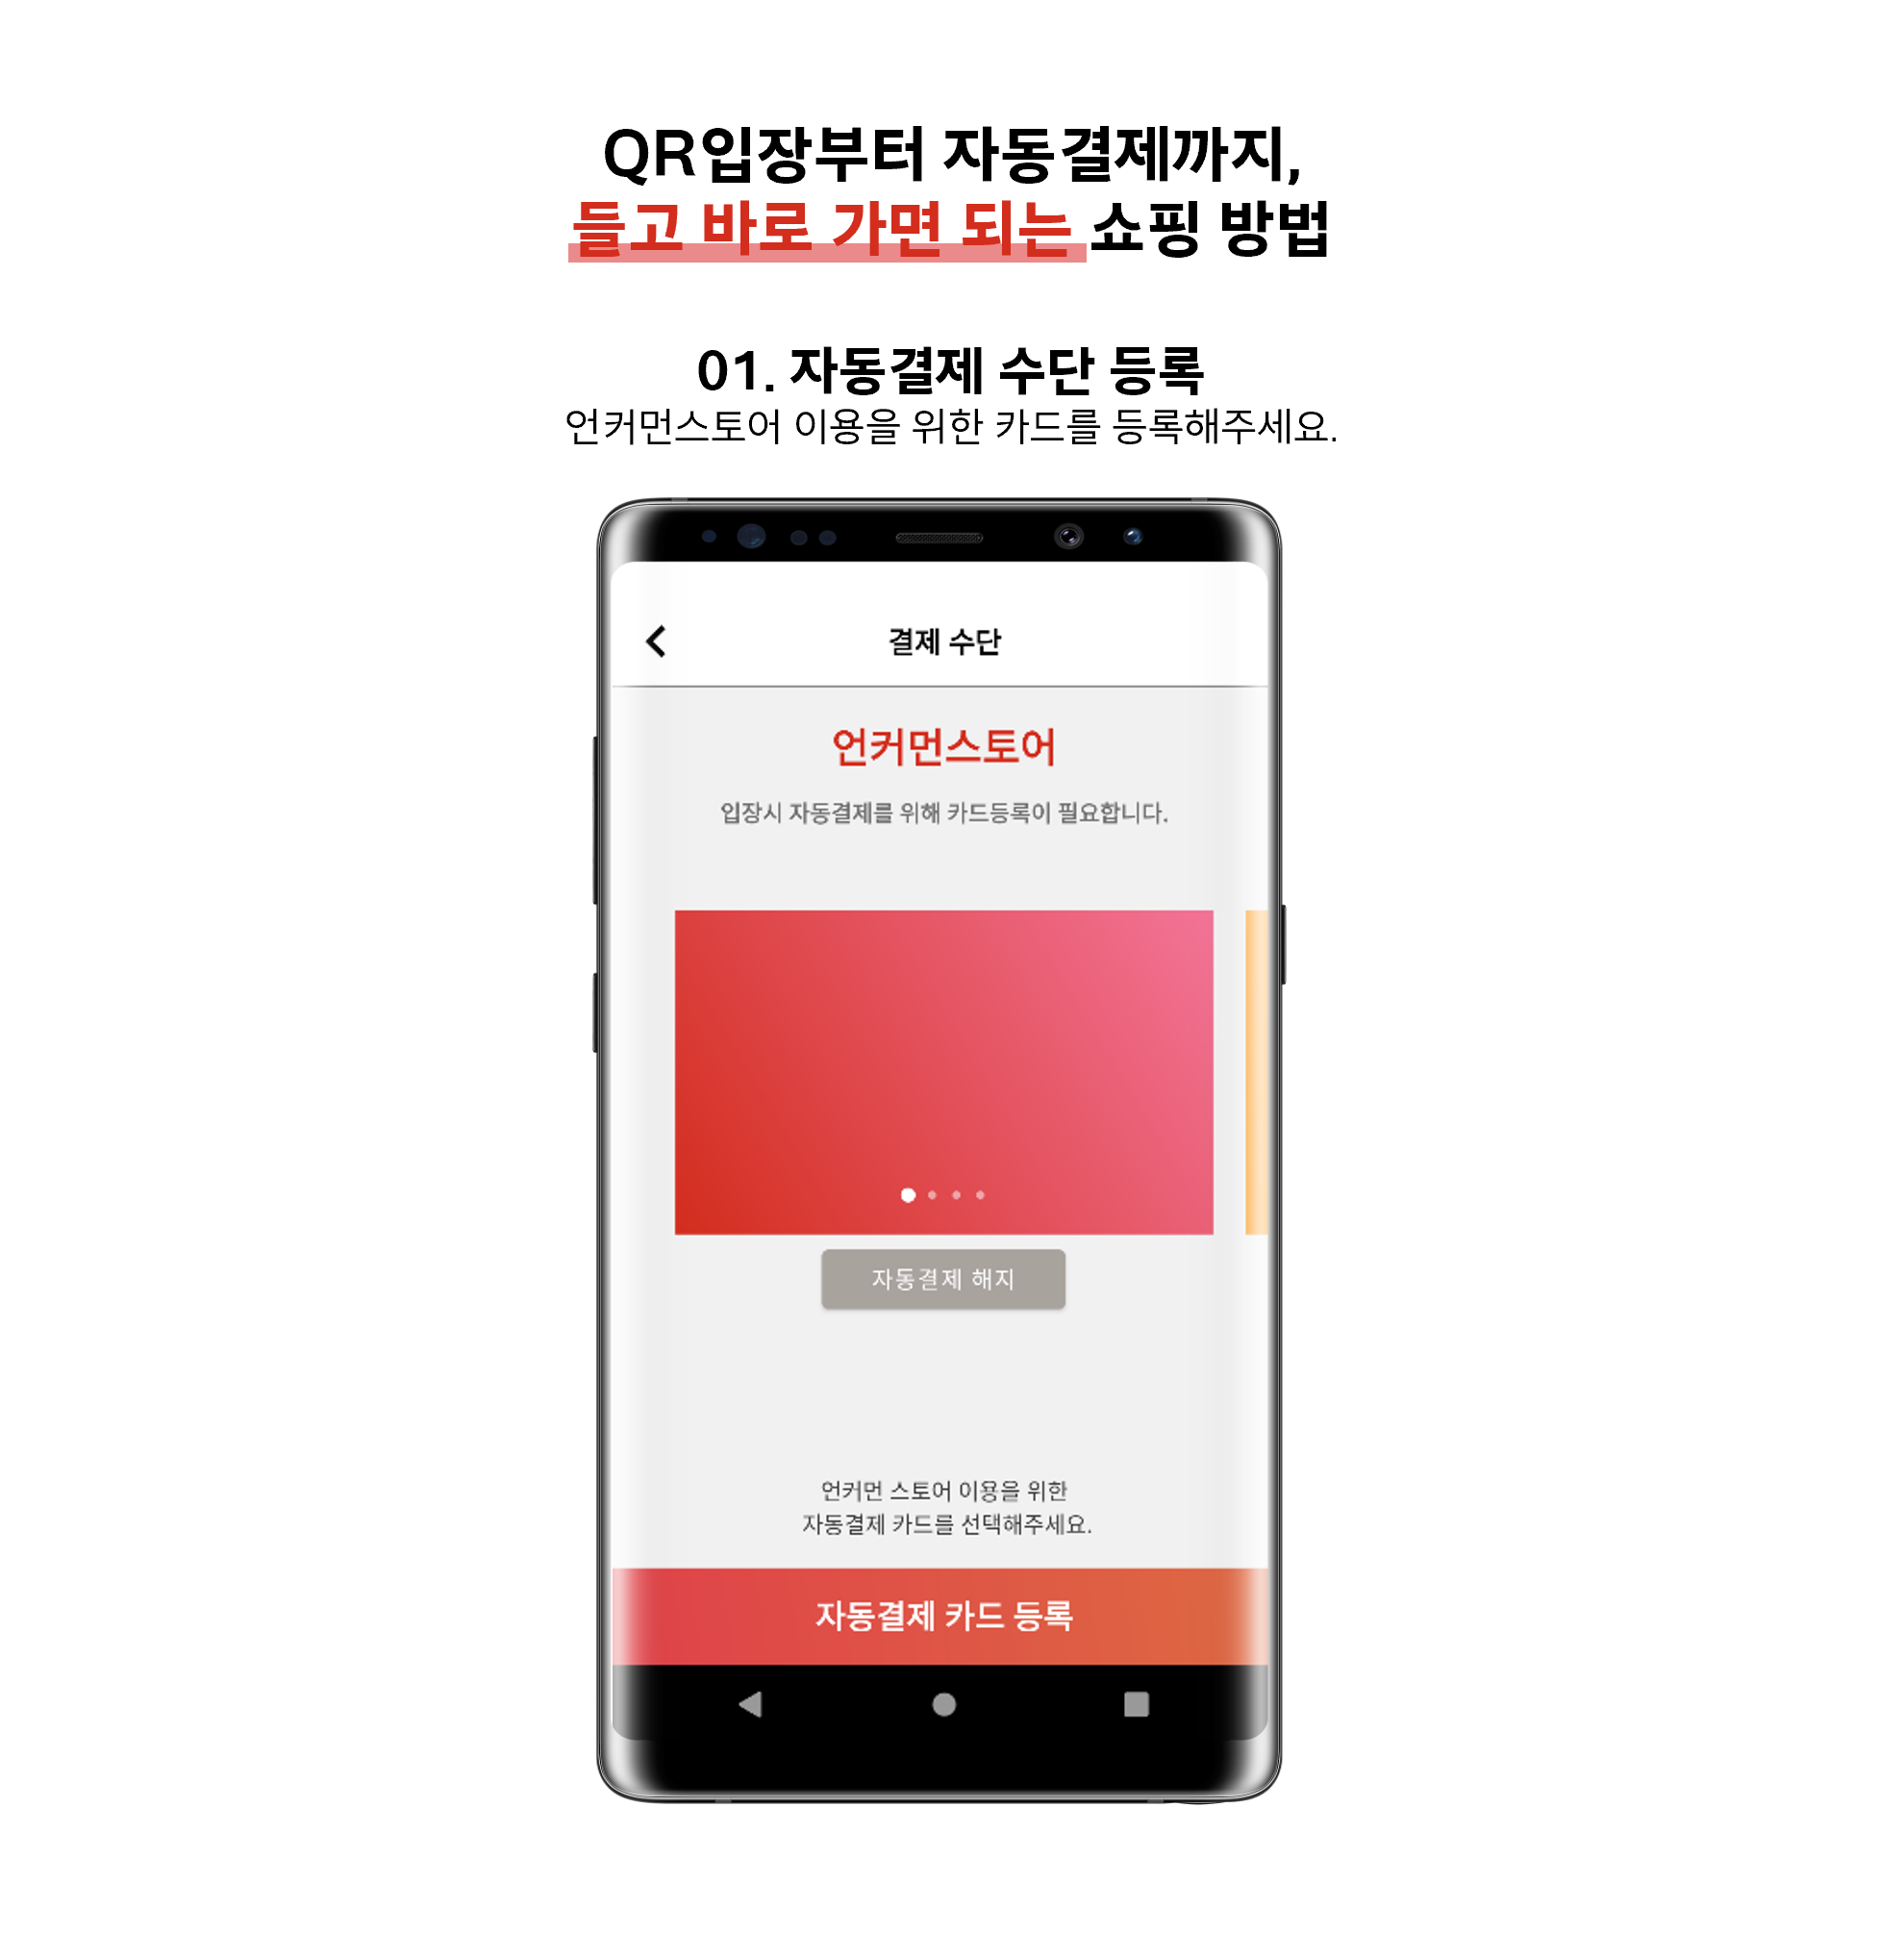 QR입장부터 자동결제까지,
들고 바로 가면 되는 쇼핑 방법
01. 자동결제 수단 등록
언커먼스토어 이용을 위한 카드를 등록해주세요.
결제 수단
언커먼스토어
입장시 자동결제를 위해 카드등록이 필요합니다.
자동결제 해지
언커먼 스토어 이용을 위한
자동결제 카드를 선택해주세요.
자동결제 카드 등록